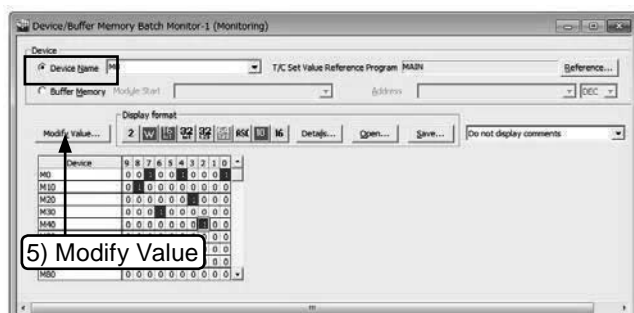 Device/Buffer Memory Batch Monitor-1 (Monitoring)
Device
Device Name M0 T/C Set Value Reference Program MAIN Reference...
Buffer Memory Module Start Address DEC
Display format
Modify Value... 2 W 32 16 Details... Open... Save... Do not display comments
Device 9 8 7 6 5 4 3 2 1 0
M0 0 0 1 0 0 1 0 0 0 1
M10 0 1 0 0 0 0 0 0 0 0
M20 0 0 0 0 0 0 1 0 0 0
M30 0 0 0 1 0 0 0 0 0 0
M40 0 0 0 0 0 0 0 1 0 0
0 0
0 0
5) Modify Value 0 0
M80 0 0 0 0 0 0 0 0 0 0